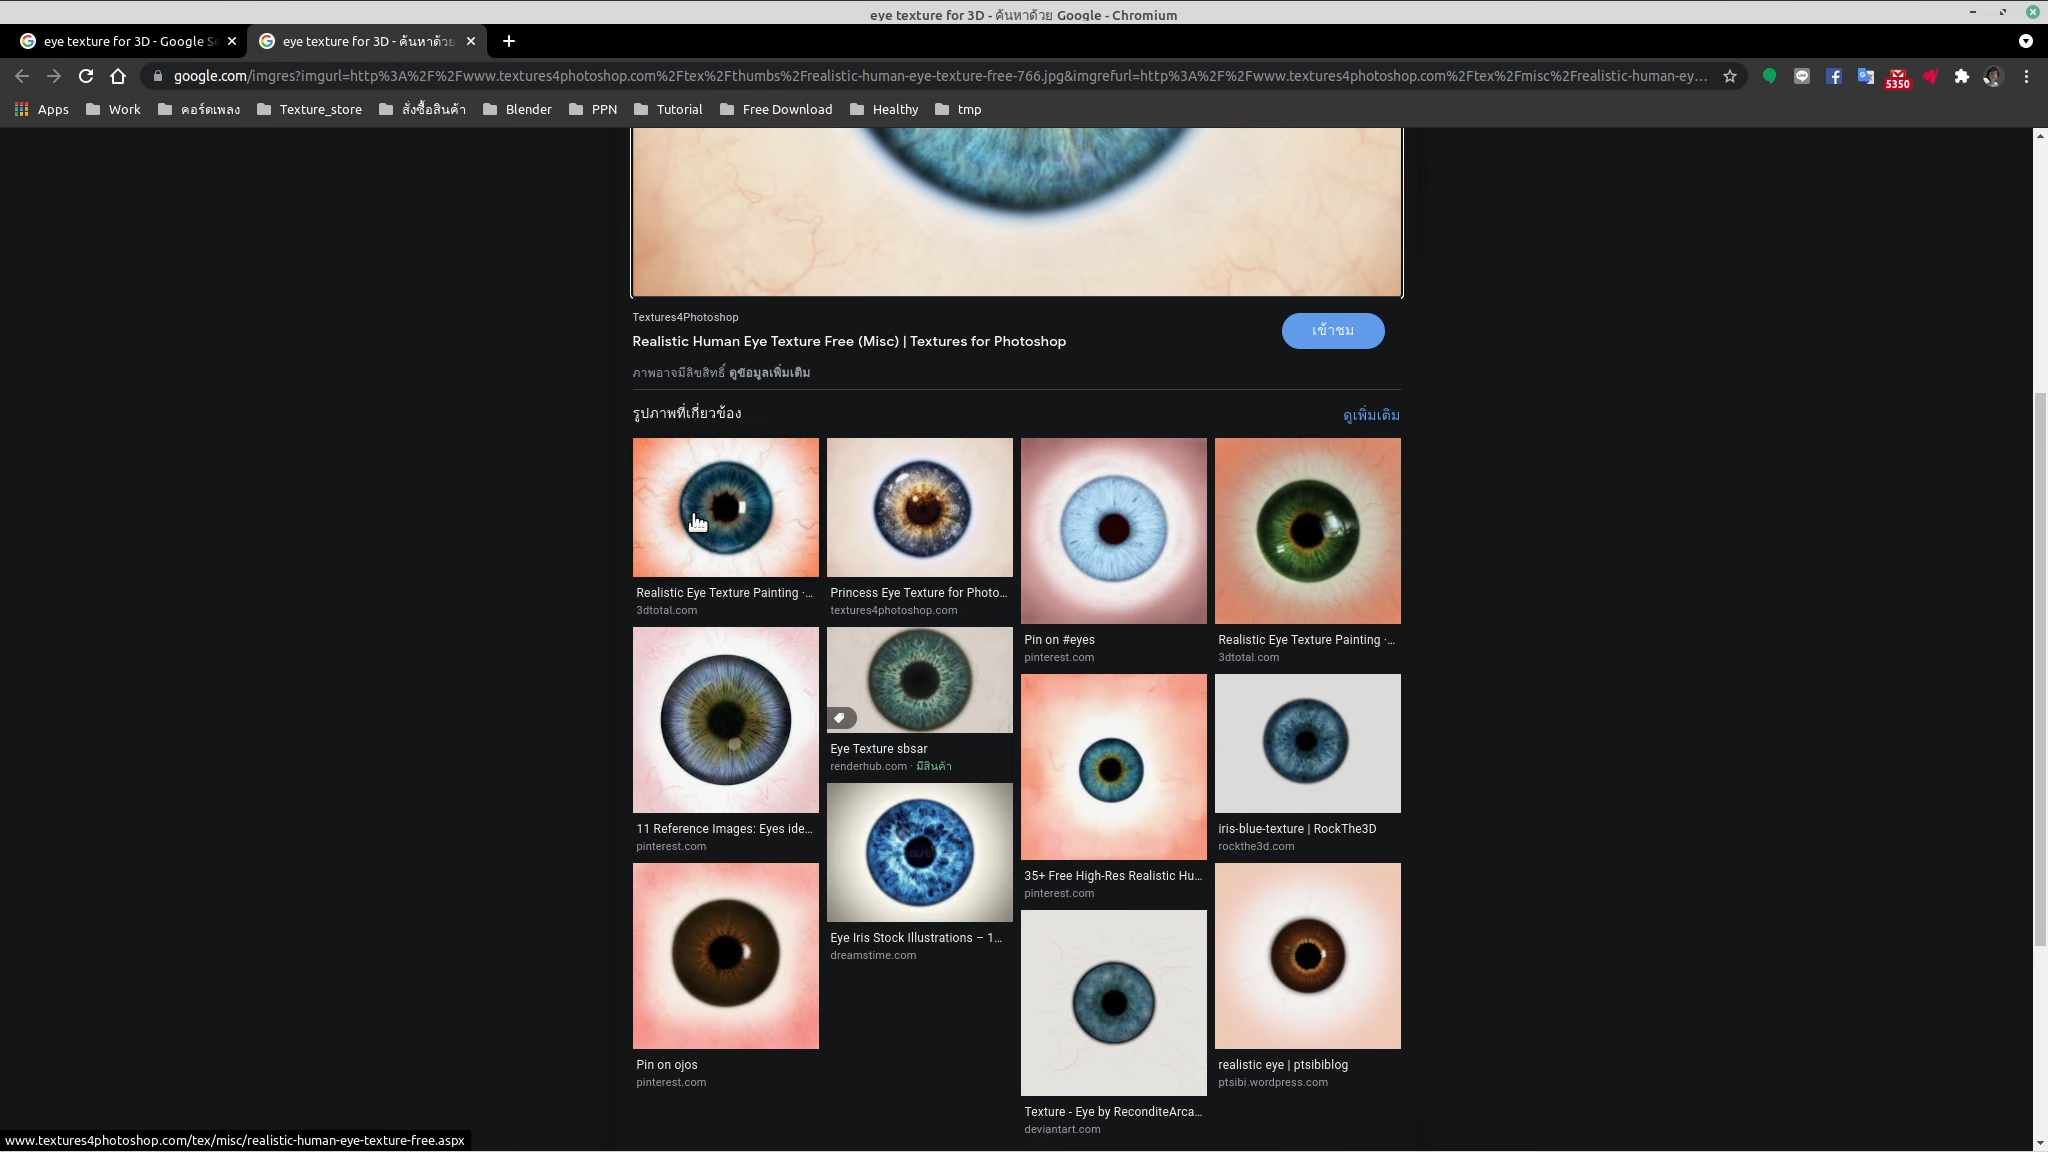 eye texture for 3D - ค้นหาด้วย Google - Chromium
eye texture for 3D - Google Se
eye texture for 3D - ค้นหาด้วย
google.com/imgres?imgurl=http%3A%2F%2Fwww.textures4photoshop.com%2Ftex%2Fthumbs%2Frealistic-human-eye-texture-free-766.jpg&imgrefurl=http%3A%2F%2Fwww.textures4photoshop.com%2Ftex%2Fmisc%2Frealistic-human-ey...
5350
Apps Work คอร์ดเพลง Texture_store สั่งซื้อสินค้า Blender PPN Tutorial Free Download Healthy tmp
Textures4Photoshop
Realistic Human Eye Texture Free (Misc) | Textures for Photoshop
เข้าชม
ภาพอาจมีลิขสิทธิ์ ดูข้อมูลเพิ่มเติม
รูปภาพที่เกี่ยวข้อง
ดูเพิ่มเติม
Realistic Eye Texture Painting ·...
3dtotal.com
Princess Eye Texture for Photo...
textures4photoshop.com
Pin on #eyes
pinterest.com
Realistic Eye Texture Painting ·...
3dtotal.com
11 Reference Images: Eyes ide...
pinterest.com
Eye Texture sbsar
renderhub.com · มีสินค้า
35+ Free High-Res Realistic Hu...
pinterest.com
iris-blue-texture | RockThe3D
rockthe3d.com
Pin on ojos
pinterest.com
Eye Iris Stock Illustrations – 1...
dreamstime.com
Texture - Eye by ReconditeArca...
deviantart.com
realistic eye | ptsibiblog
ptsibi.wordpress.com
www.textures4photoshop.com/tex/misc/realistic-human-eye-texture-free.aspx